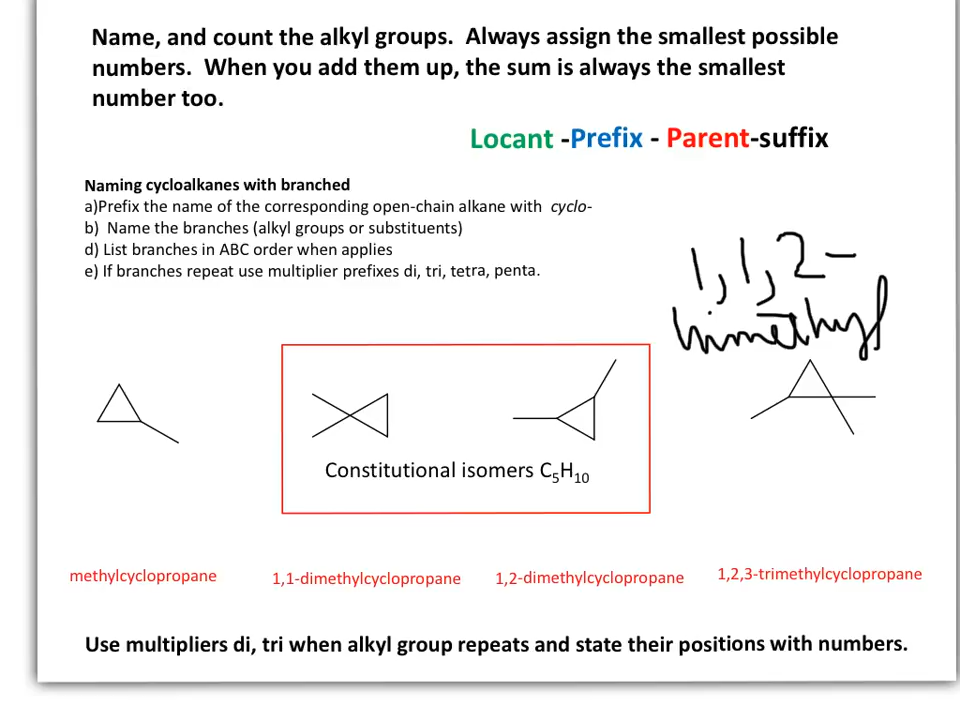 Name, and count the alkyl groups.  Always assign the smallest possible
numbers.  When you add them up, the sum is always the smallest
number too.
Locant -Prefix - Parent-suffix
Naming cycloalkanes with branched
a)Prefix the name of the corresponding open-chain alkane with cyclo-
b)  Name the branches (alkyl groups or substituents)
d) List branches in ABC order when applies
e) If branches repeat use multiplier prefixes di, tri, tetra, penta.
1,1,2-
trimethyl
Constitutional isomers C₅H₁₀
methylcyclopropane
1,1-dimethylcyclopropane
1,2-dimethylcyclopropane
1,2,3-trimethylcyclopropane
Use multipliers di, tri when alkyl group repeats and state their positions with numbers.